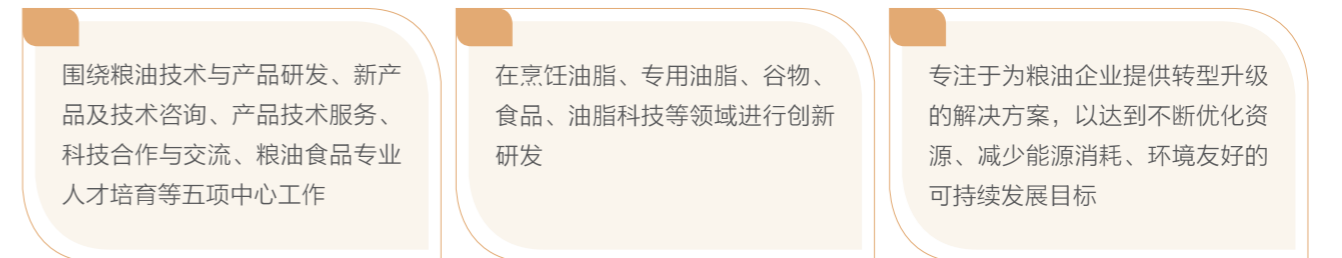 围绕粮油技术与产品研发、新产
品及技术咨询、产品技术服务、
科技合作与交流、粮油食品专业
人才培育等五项中心工作
在烹饪油脂、专用油脂、谷物、
食品、油脂科技等领域进行创新
研发
专注于为粮油企业提供转型升级
的解决方案，以达到不断优化资
源、减少能源消耗、环境友好的
可持续发展目标